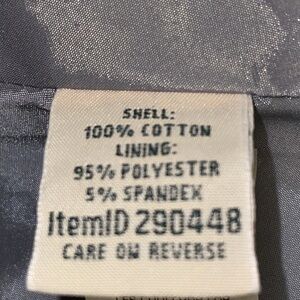 SHELL:
100% COTTON
LINING:
95% POLYESTER
5% SPANDEX
ItemID 290448
CARE ON REVERSE